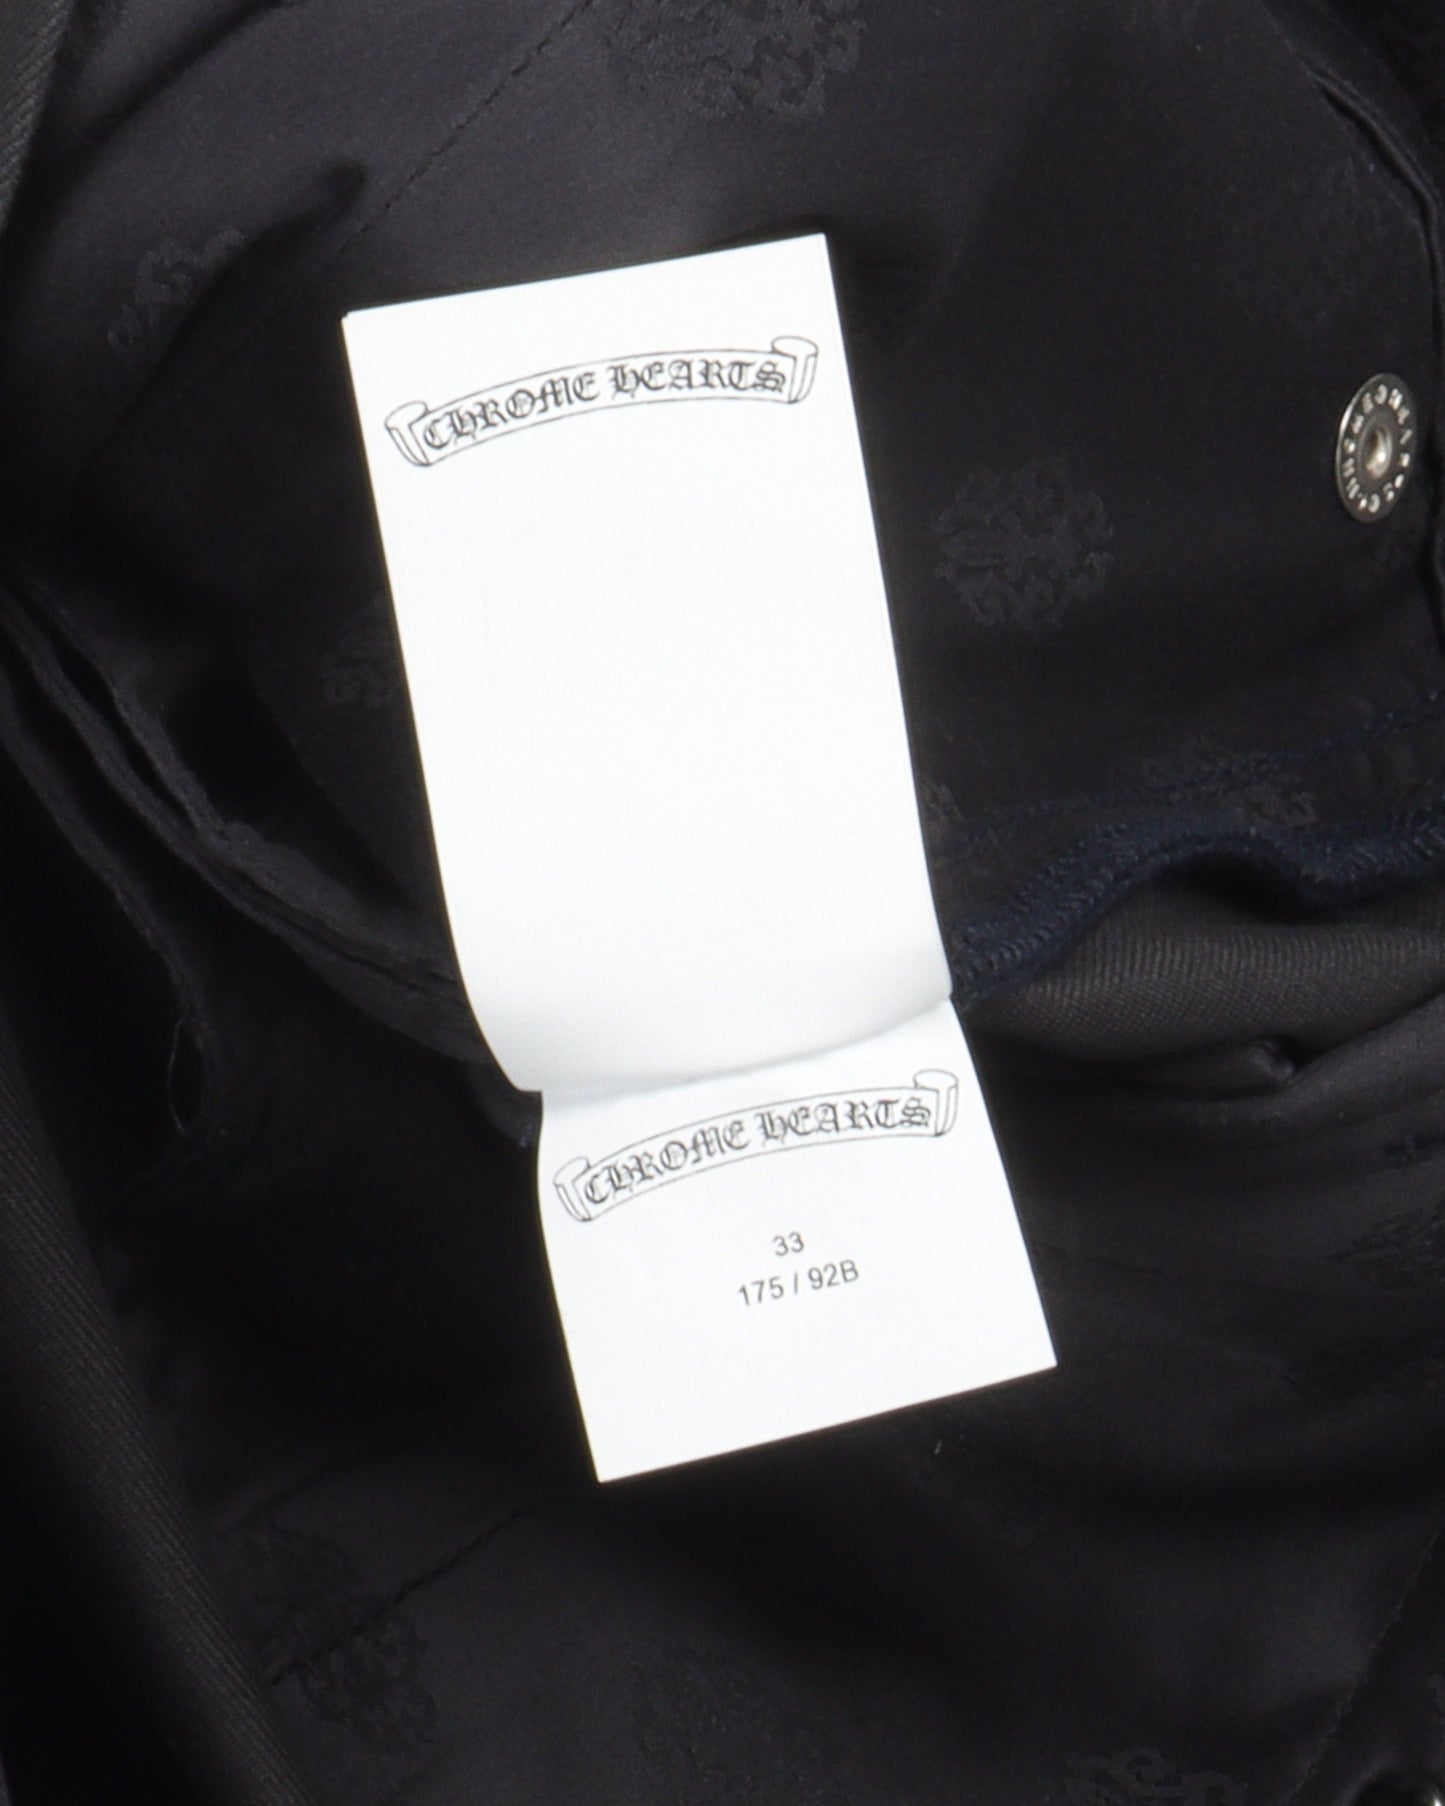 CHROME HEARTS
CHROME HEARTS
33
175 / 92B